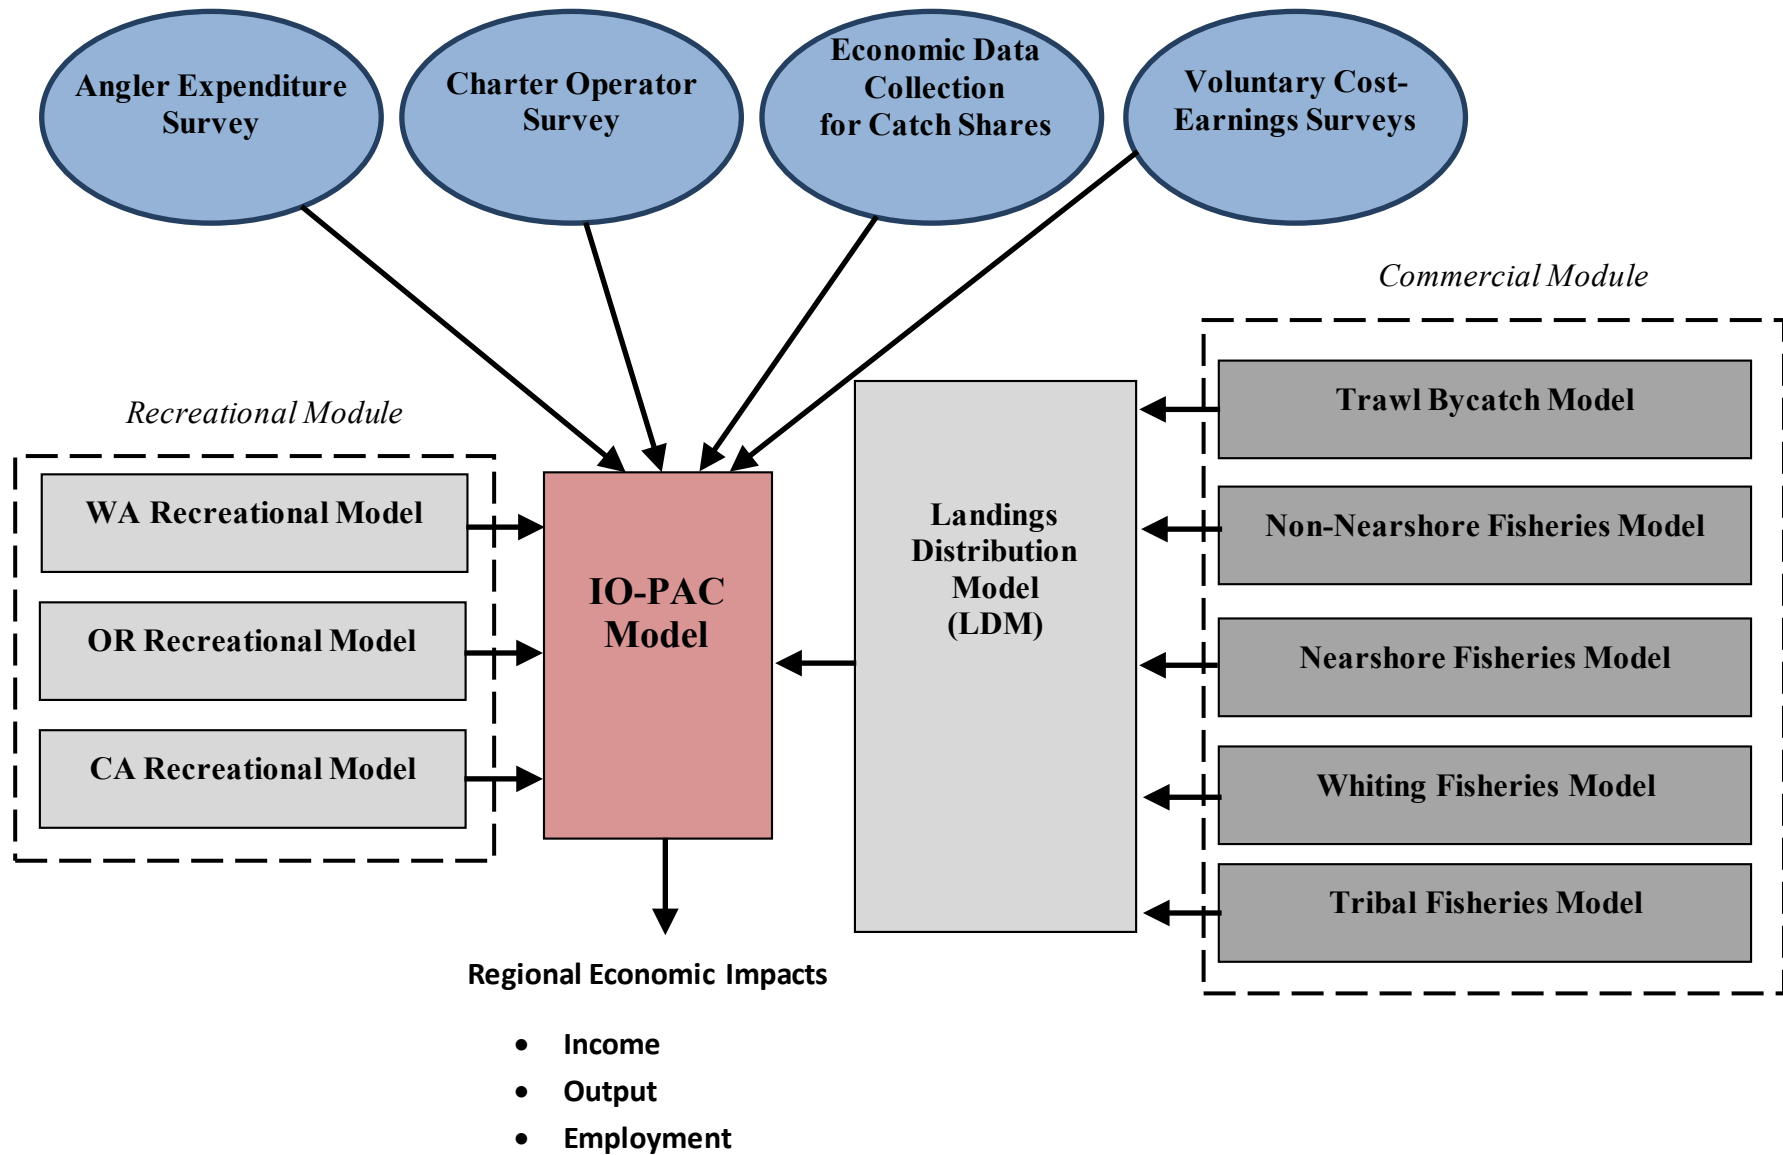 Angler Expenditure
Survey
Charter Operator
Survey
Economic Data
Collection
for Catch Shares
Voluntary Cost-
Earnings Surveys
Commercial Module
Recreational Module
WA Recreational Model
OR Recreational Model
CA Recreational Model
IO-PAC
Model
Landings
Distribution
Model
(LDM)
Trawl Bycatch Model
Non-Nearshore Fisheries Model
Nearshore Fisheries Model
Whiting Fisheries Model
Tribal Fisheries Model
Regional Economic Impacts
• Income
• Output
• Employment